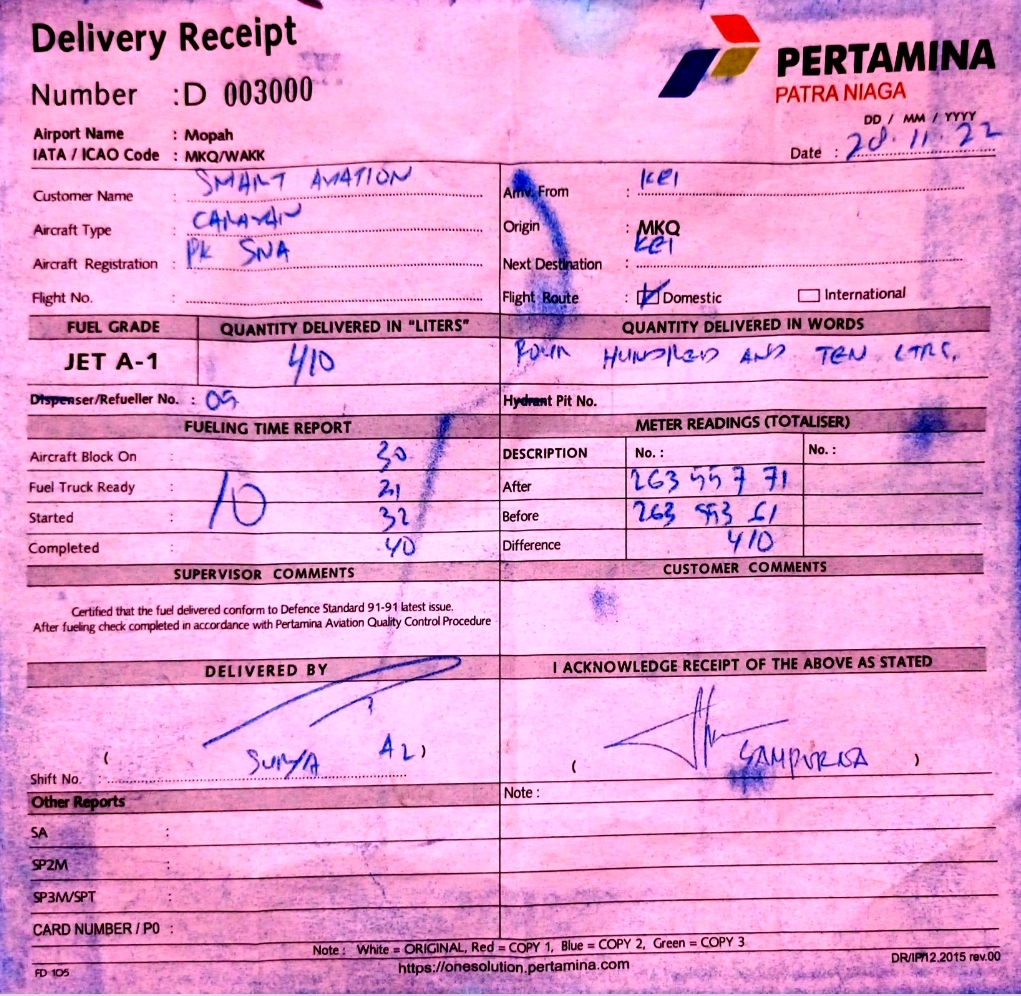 Delivery Receipt
PERTAMINA
PATRA NIAGA
Number : D 003000
DD / MM / YYYY
Airport Name : Mopah
Date : 28.11.22
IATA / ICAO Code : MKQ/WAKK
Customer Name : SMART AVIATION
Arriv. From : KEI
Aircraft Type : CARAVAN
Origin : MKQ
Aircraft Registration : PK SNA
Next Destination : KEI
Flight No. :
Flight Route : Domestic International
FUEL GRADE QUANTITY DELIVERED IN "LITERS" QUANTITY DELIVERED IN WORDS
JET A-1 410 FOUR HUNDRED AND TEN LTRS.
Dispenser/Refueller No. : 09
Hydrant Pit No.
FUELING TIME REPORT METER READINGS (TOTALISER)
Aircraft Block On : 30
DESCRIPTION No. : No. :
Fuel Truck Ready : 10 31
After 263 557 71
Started : 32
Before 263 553 61
Completed : 40
Difference 410
SUPERVISOR COMMENTS CUSTOMER COMMENTS
Certified that the fuel delivered conform to Defence Standard 91-91 latest issue.
After fueling check completed in accordance with Pertamina Aviation Quality Control Procedure
DELIVERED BY I ACKNOWLEDGE RECEIPT OF THE ABOVE AS STATED
( SURYA A2 )
( SAMPURNA )
Shift No. :
Note :
Other Reports
SA :
SP2M :
SP3M/SPT :
CARD NUMBER / P0 :
Note : White = ORIGINAL, Red = COPY 1, Blue = COPY 2, Green = COPY 3
FD 105
https://onesolution.pertamina.com
DR/IP/12.2015 rev.00